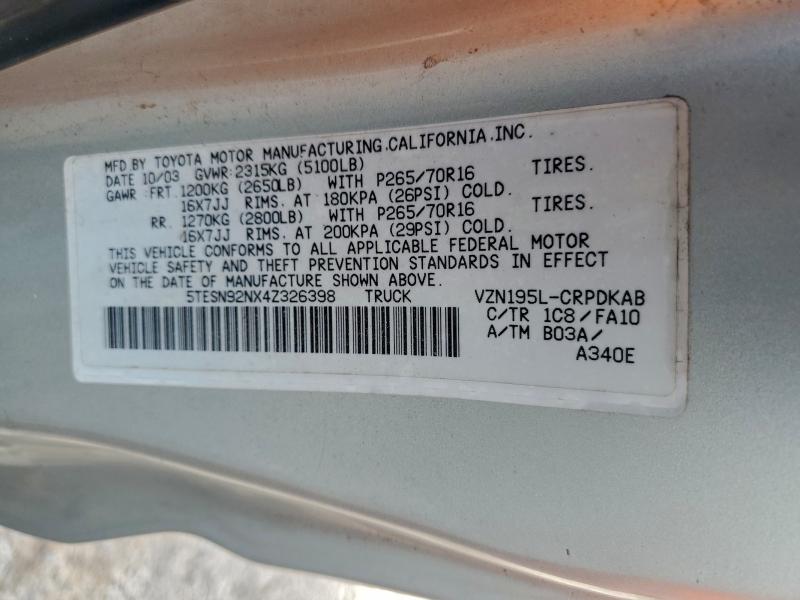 MFD BY TOYOTA MOTOR MANUFACTURING.CALIFORNIA.INC.
DATE 10/03 GVWR:2315KG (5100LB)
GAWR FRT. 1200KG (2650LB) WITH P265/70R16 TIRES.
16X7JJ RIMS. AT 180KPA (26PSI) COLD.
RR. 1270KG (2800LB) WITH P265/70R16 TIRES.
16X7JJ RIMS. AT 200KPA (29PSI) COLD.
THIS VEHICLE CONFORMS TO ALL APPLICABLE FEDERAL MOTOR
VEHICLE SAFETY AND THEFT PREVENTION STANDARDS IN EFFECT
ON THE DATE OF MANUFACTURE SHOWN ABOVE.
5TESN92NX4Z326398 TRUCK VZN195L-CRPDKAB
C/TR 1C8/FA10
A/TM B03A/
A340E